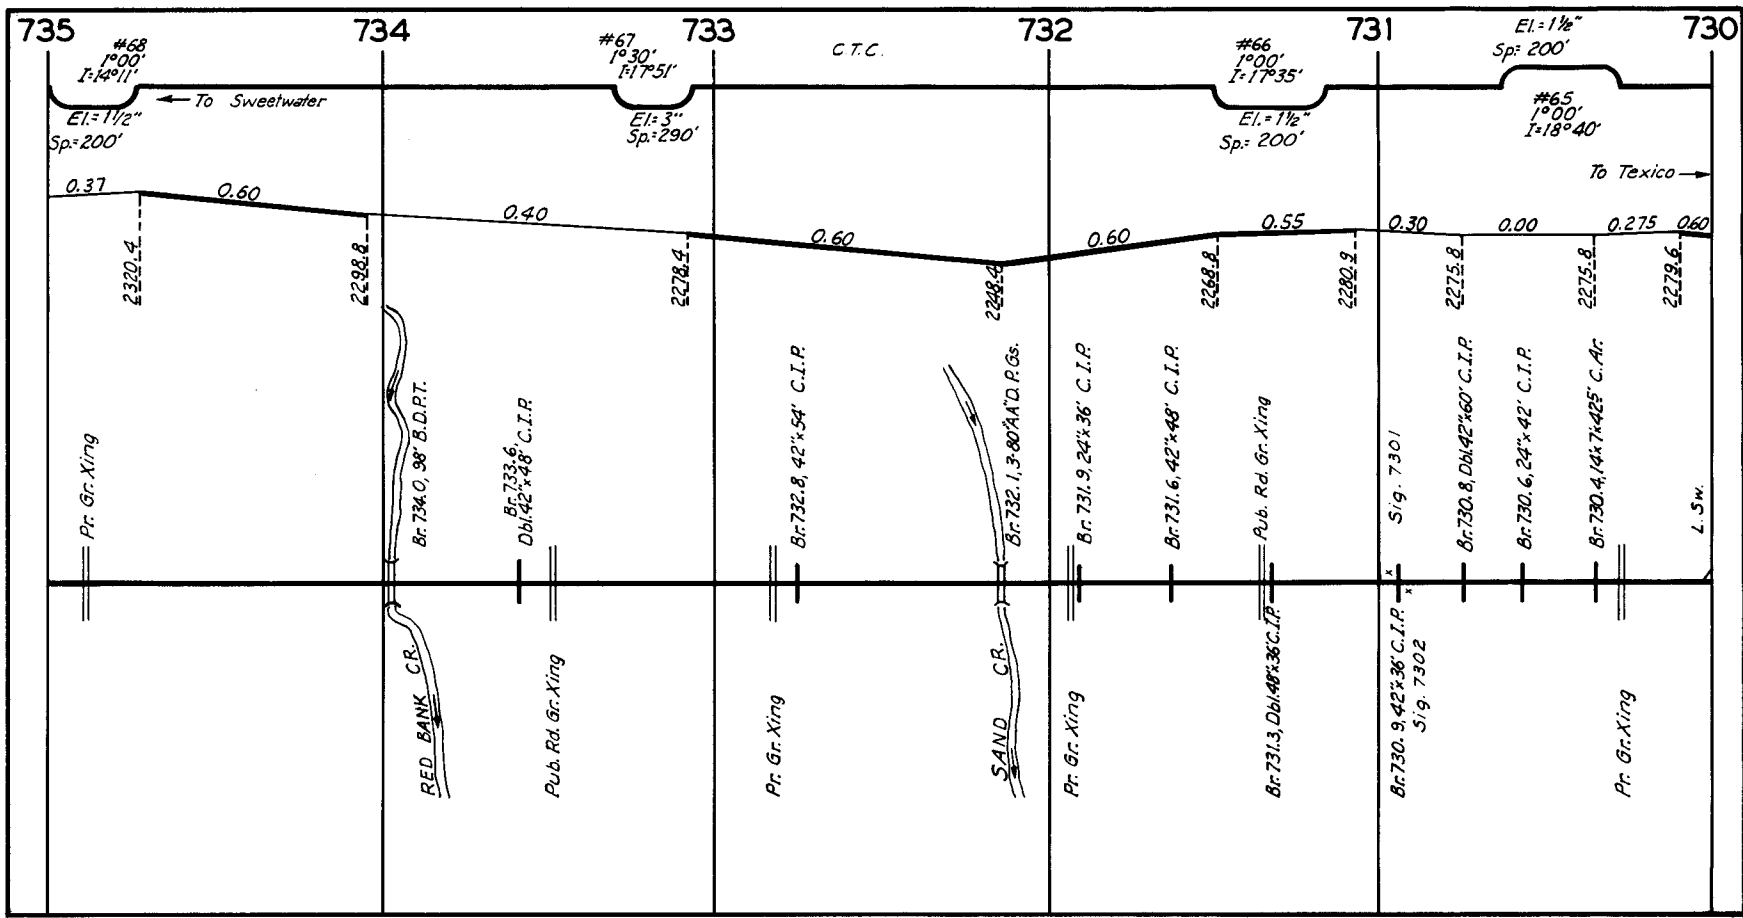 735
734
733
732
731
730
#68
1°00'
I=14°11'
#67
1°30'
I=17°51'
C.T.C.
#66
1°00'
I=17°35'
El.=1½"
Sp.=200'
← To Sweetwater
El.=1½"
Sp.=200'
El.=3"
Sp.=290'
El.=1½"
Sp.=200'
#65
1°00'
I=18°40'
To Texico →
0.37
0.60
0.40
0.60
0.60
0.55
0.30
0.00
0.275
0.60
2320.4
2298.8
2278.4
2248.4
2268.8
2280.9
2275.8
2275.8
2279.6
Pr. Gr. Xing
Br. 734.0, 98' B.D.P.T.
Br. 733.6,
Dbl. 42"x48' C.I.P.
Br. 732.8, 42"x54' C.I.P.
Br. 732.1, 3-80' "AA" D.P.Gs.
Br. 731.9, 24"x36' C.I.P.
Br. 731.6, 42"x48' C.I.P.
Pub. Rd. Gr. Xing
Sig. 7301
Br. 730.8, Dbl. 42"x60' C.I.P.
Br. 730.6, 24"x42' C.I.P.
Br. 730.4, 14'x7'x42.5' C.Ar.
L. Sw.
RED BANK CR.
Pub. Rd. Gr. Xing
Pr. Gr. Xing
SAND CR.
Pr. Gr. Xing
Br. 731.3, Dbl. 48"x36' C.I.P.
Br. 730.9, 42"x36' C.I.P.
Sig. 7302
Pr. Gr. Xing